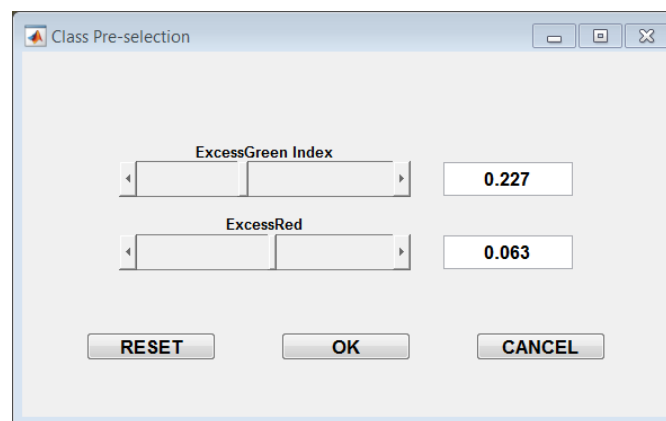 Class Pre-selection
ExcessGreen Index
0.227
ExcessRed
0.063
RESET OK CANCEL